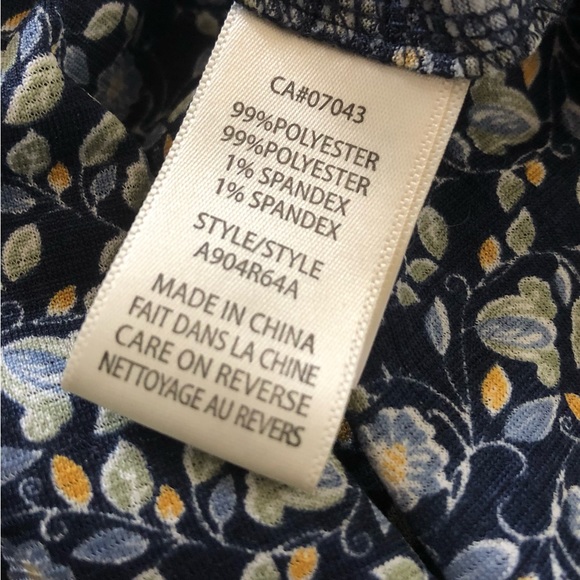 CA#07043
99%POLYESTER
99%POLYESTER
1% SPANDEX
1% SPANDEX
STYLE/STYLE
A904R64A
MADE IN CHINA
FAIT DANS LA CHINE
CARE ON REVERSE
NETTOYAGE AU REVERS